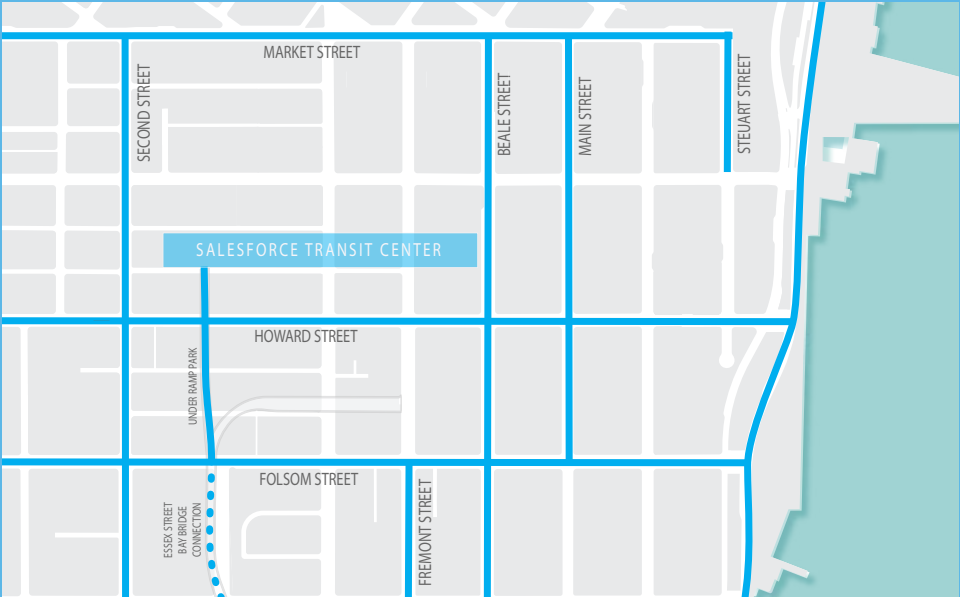 MARKET STREET
SECOND STREET
BEALE STREET
MAIN STREET
STEUART STREET
SALESFORCE TRANSIT CENTER
HOWARD STREET
UNDER RAMP PARK
FOLSOM STREET
ESSEX STREET
BAY BRIDGE
CONNECTION
FREMONT STREET